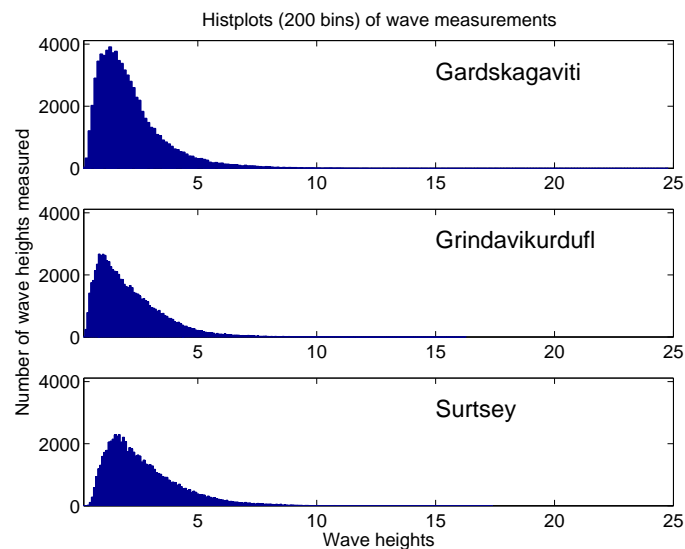 Histplots (200 bins) of wave measurements
Number of wave heights measured
4000
2000
0
Gardskagaviti
5 10 15 20 25
4000
2000
0
Grindavikurdufl
5 10 15 20 25
4000
2000
0
Surtsey
5 10 15 20 25
Wave heights